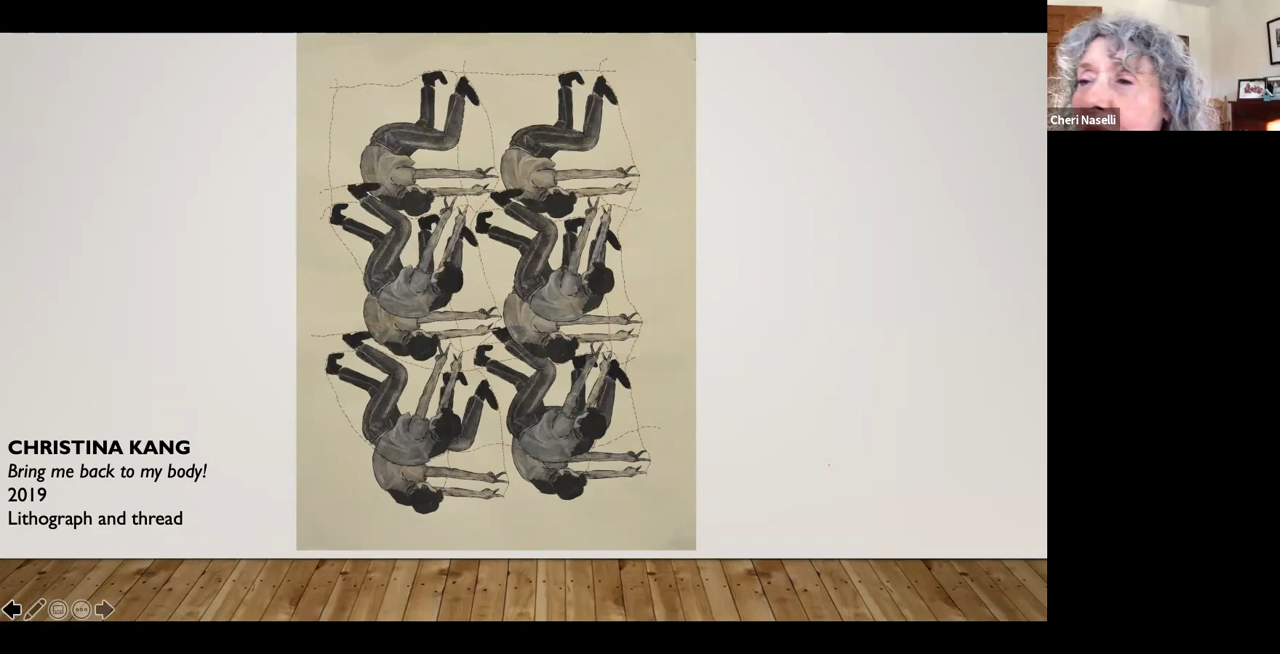 CHRISTINA KANG
Bring me back to my body!
2019
Lithograph and thread
Cheri Naselli